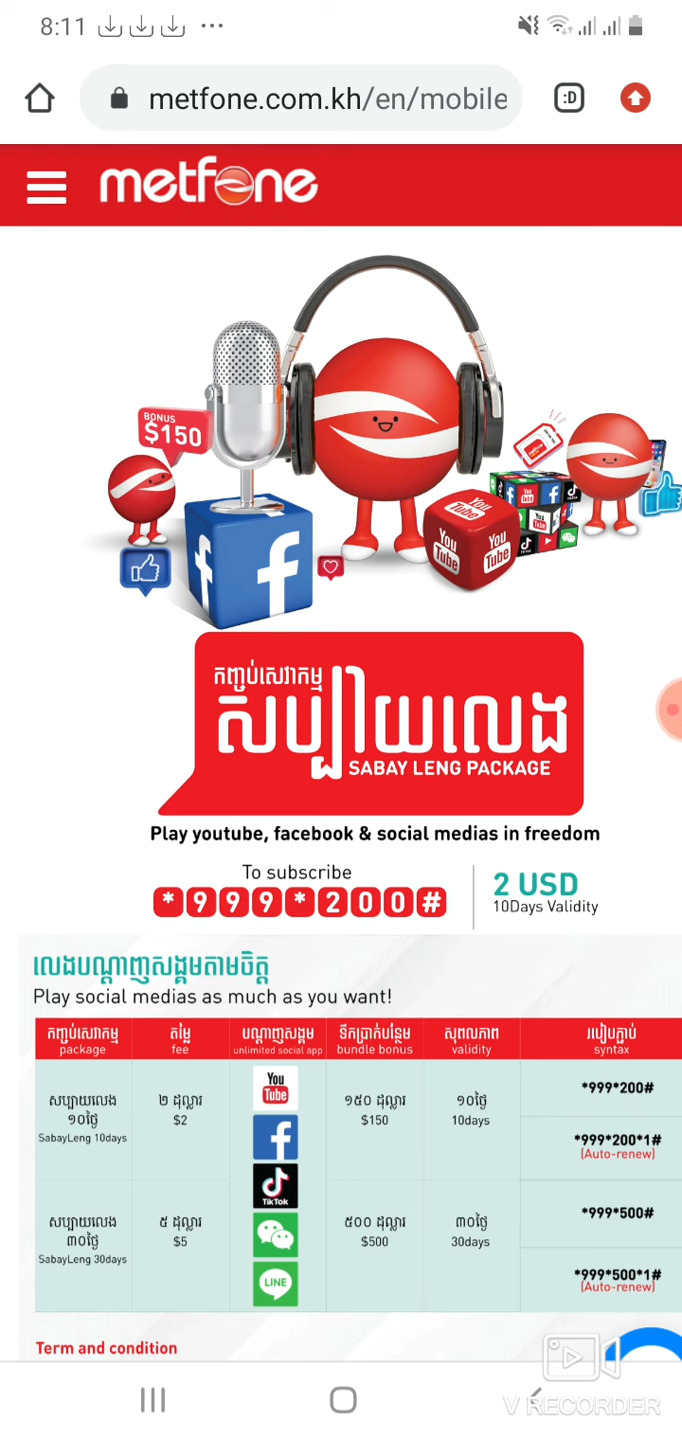 8:11
metfone.com.kh/en/mobile
:D
metfone
BONUS
$150
You
Tube
You
Tube
You
Tube
កញ្ចប់សេវាកម្ម
សប្បាយលេង
SABAY LENG PACKAGE
Play youtube, facebook & social medias in freedom
To subscribe
*999*200#
2 USD
10Days Validity
លេងបណ្តាញសង្គមតាមចិត្ត
Play social medias as much as you want!
កញ្ចប់សេវាកម្ម តម្លៃ បណ្តាញសង្គម ទឹកប្រាក់បន្ថែម សុពលភាព របៀបភ្ជាប់
package fee unlimited social app bundle bonus validity syntax
សប្បាយលេង ១០ថ្ងៃ
SabayLeng 10days
២ ដុល្លារ
$2
You
Tube
TikTok
LINE
១៥០ ដុល្លារ
$150
១០ថ្ងៃ
10days
*999*200#
*999*200*1#
(Auto-renew)
សប្បាយលេង
៣០ថ្ងៃ
SabayLeng 30days
៥ ដុល្លារ
$5
៥០០ ដុល្លារ
$500
៣០ថ្ងៃ
30days
*999*500#
*999*500*1#
(Auto-renew)
Term and condition
V RECORDER